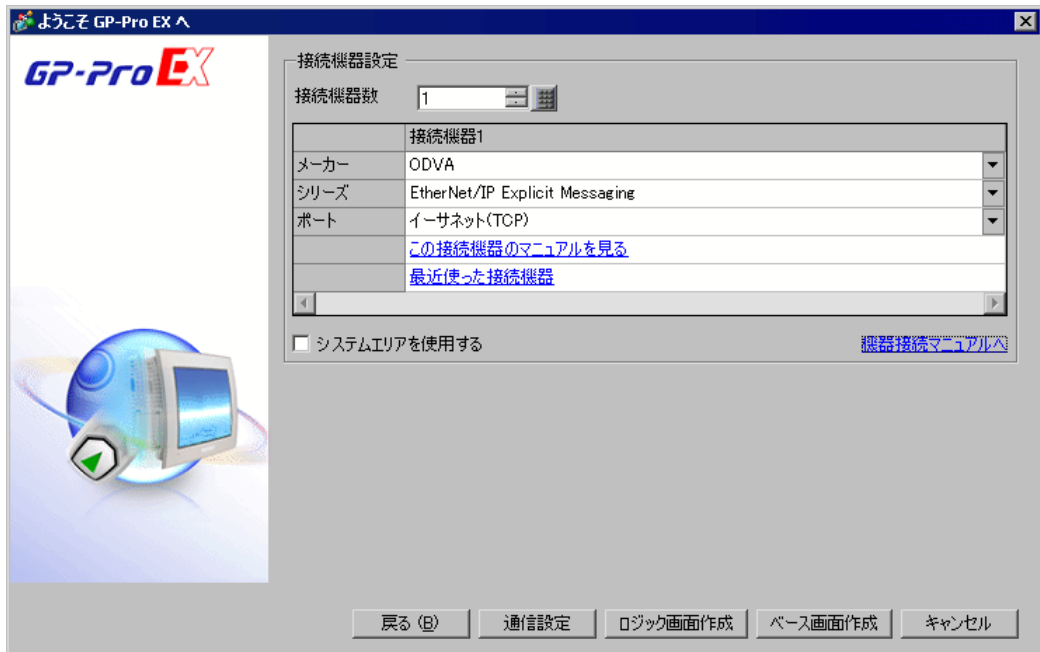 ようこそ GP-Pro EX へ
GP-Pro EX
接続機器設定
接続機器数 1
接続機器1
メーカー ODVA
シリーズ EtherNet/IP Explicit Messaging
ポート イーサネット(TCP)
この接続機器のマニュアルを見る
最近使った接続機器
システムエリアを使用する 機器接続マニュアルへ
戻る (B) 通信設定 ロジック画面作成 ベース画面作成 キャンセル